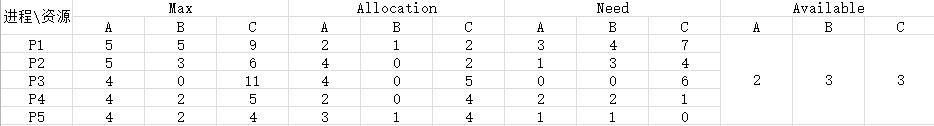 进程\资源 Max Allocation Need Available
A B C A B C A B C A B C
P1 5 5 9 2 1 2 3 4 7
P2 5 3 6 4 0 2 1 3 4
P3 4 0 11 4 0 5 0 0 6 2 3 3
P4 4 2 5 2 0 4 2 2 1
P5 4 2 4 3 1 4 1 1 0